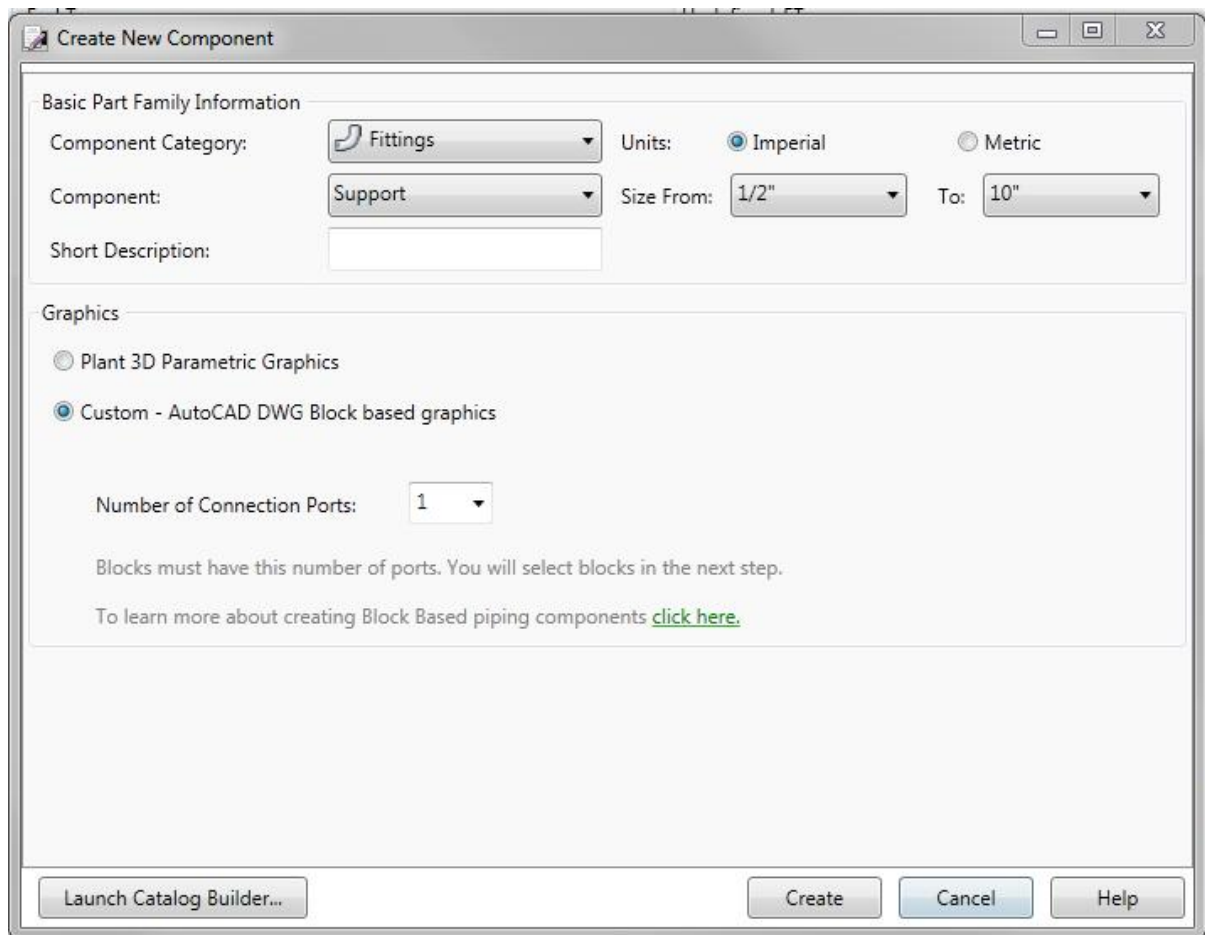 Create New Component
Basic Part Family Information
Component Category: Fittings Units: Imperial Metric
Component: Support Size From: 1/2" To: 10"
Short Description:
Graphics
Plant 3D Parametric Graphics
Custom - AutoCAD DWG Block based graphics
Number of Connection Ports: 1
Blocks must have this number of ports. You will select blocks in the next step.
To learn more about creating Block Based piping components click here.
Launch Catalog Builder... Create Cancel Help